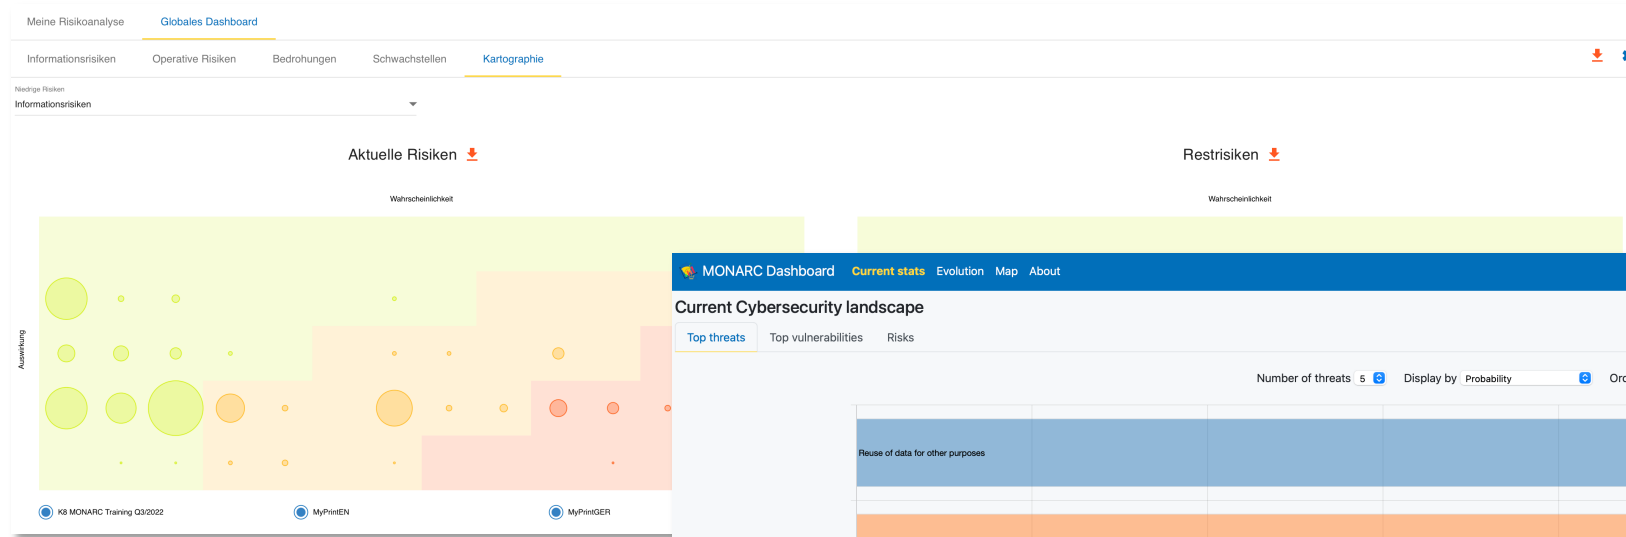 Meine Risikoanalyse Globales Dashboard
Informationsrisiken Operative Risiken Bedrohungen Schwachstellen Kartographie
Niedrige Risiken
Informationsrisiken
Aktuelle Risiken
Wahrscheinlichkeit
Auswirkung
K8 MONARC Training Q3/2022 MyPrintEN MyPrintGER
Restrisiken
Wahrscheinlichkeit
MONARC Dashboard Current stats Evolution Map About
Current Cybersecurity landscape
Top threats Top vulnerabilities Risks
Number of threats 5 Display by Probability
Reuse of data for other purposes